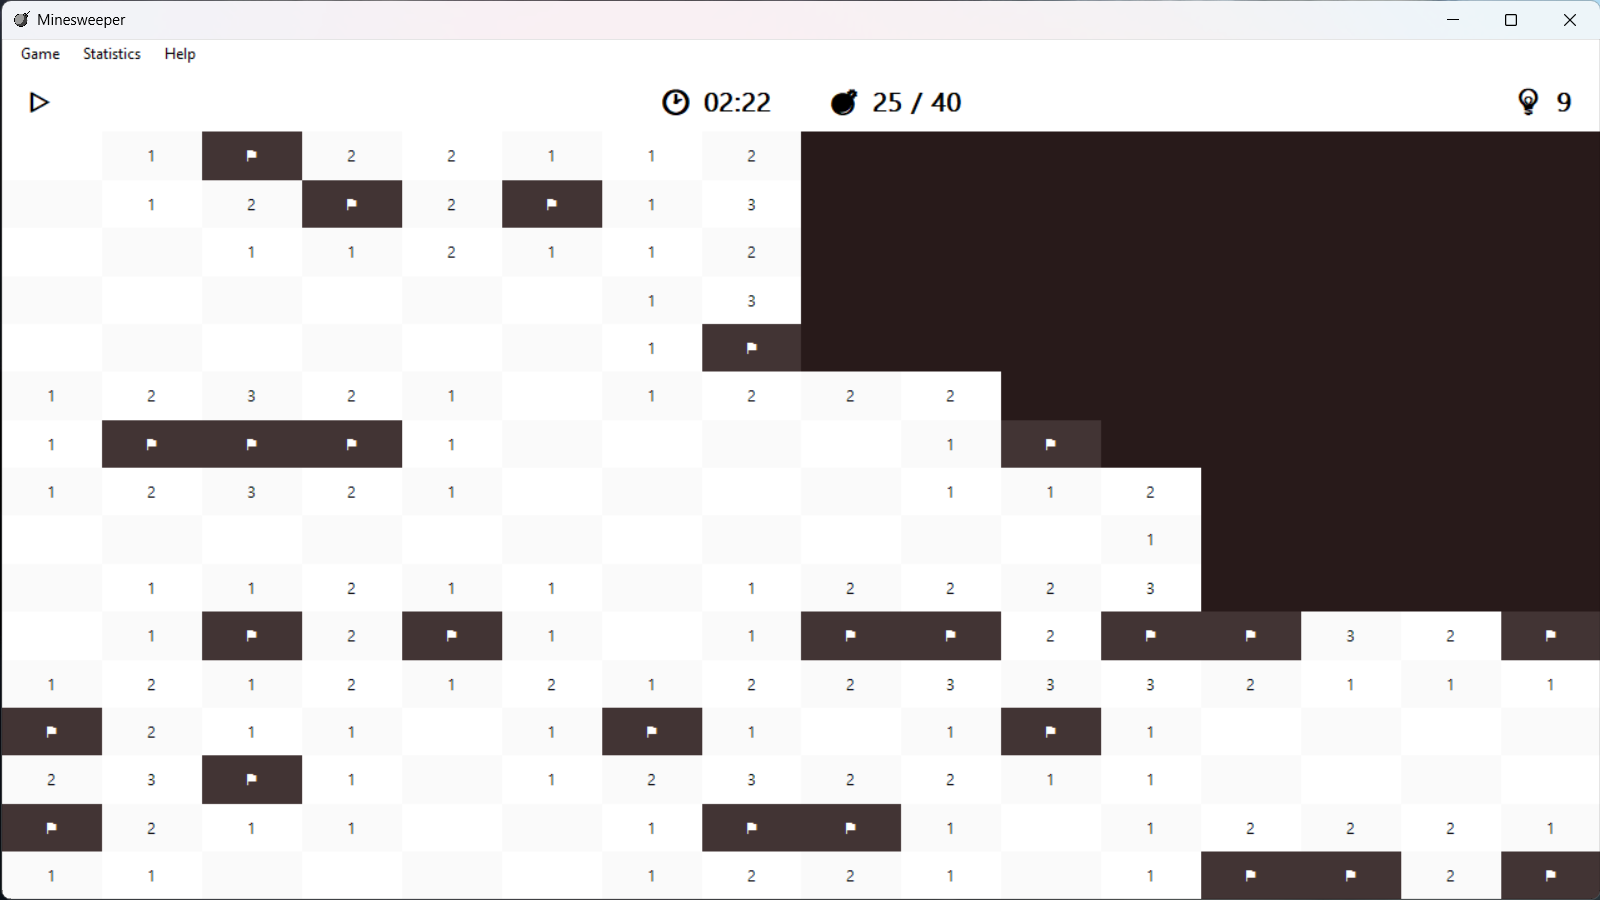 Minesweeper
Game Statistics Help
02:22 25 / 40 9
1 2 2 1 1 2
1 2 2 1 3
1 1 2 1 1 2
1 3
1
1 2 3 2 1 1 2 2 2
1 1 1
1 2 3 2 1 1 1 2
1
1 1 2 1 1 1 2 2 2 3
1 2 1 1 2 3 2
1 2 1 2 1 2 1 2 2 3 3 3 2 1 1 1
2 1 1 1 1 1 1
2 3 1 1 2 3 2 2 1 1
2 1 1 1 1 1 2 2 2 1
1 1 1 2 2 1 1 2